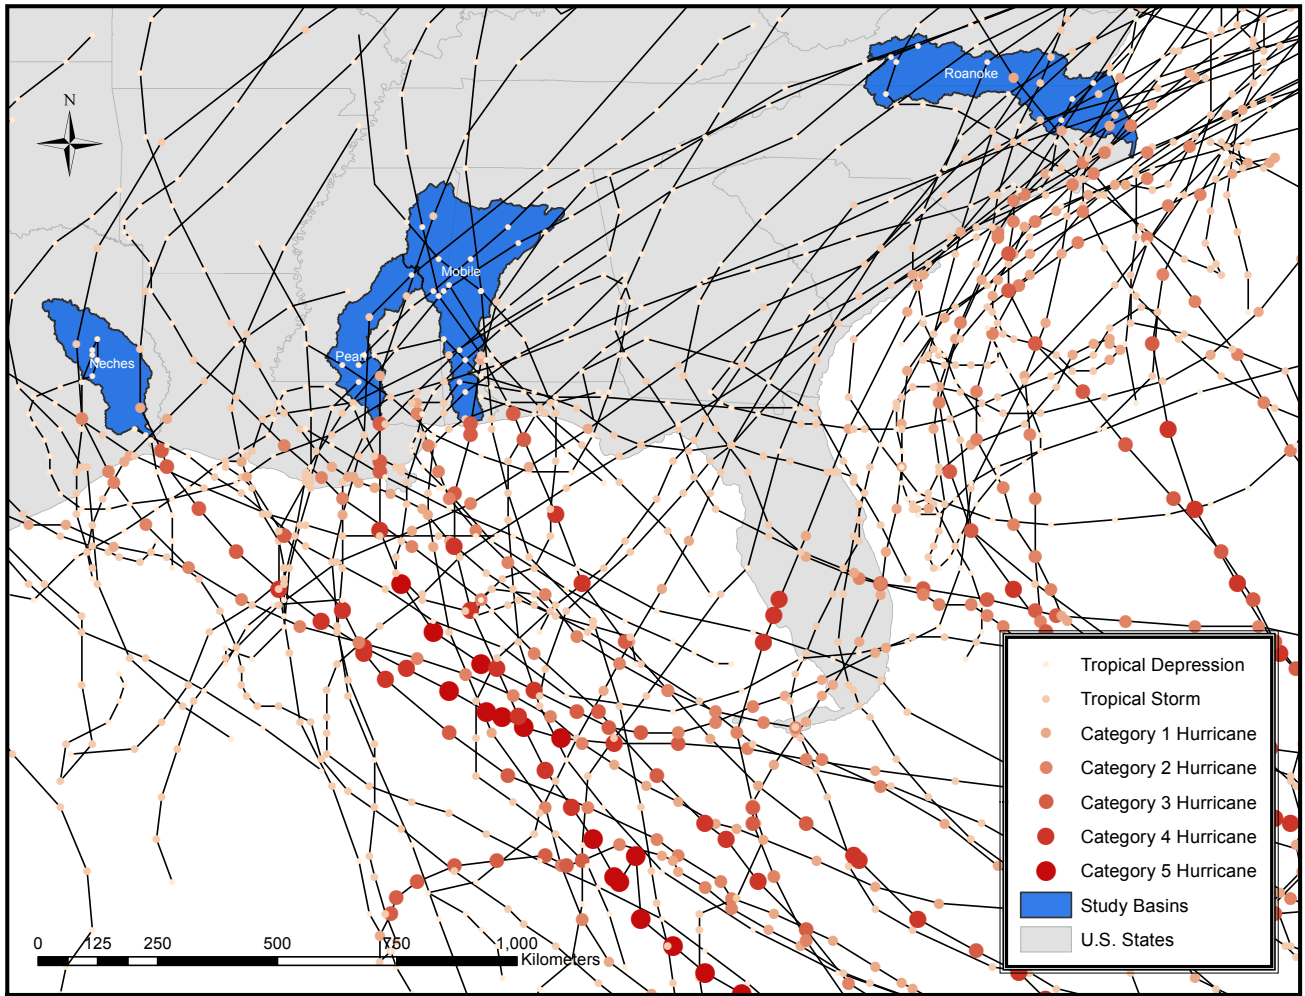 Roanoke
N
Mobile
Pearl
Neches
Tropical Depression
Tropical Storm
Category 1 Hurricane
Category 2 Hurricane
Category 3 Hurricane
Category 4 Hurricane
Category 5 Hurricane
Study Basins
U.S. States
0 125 250 500 750 1,000
Kilometers